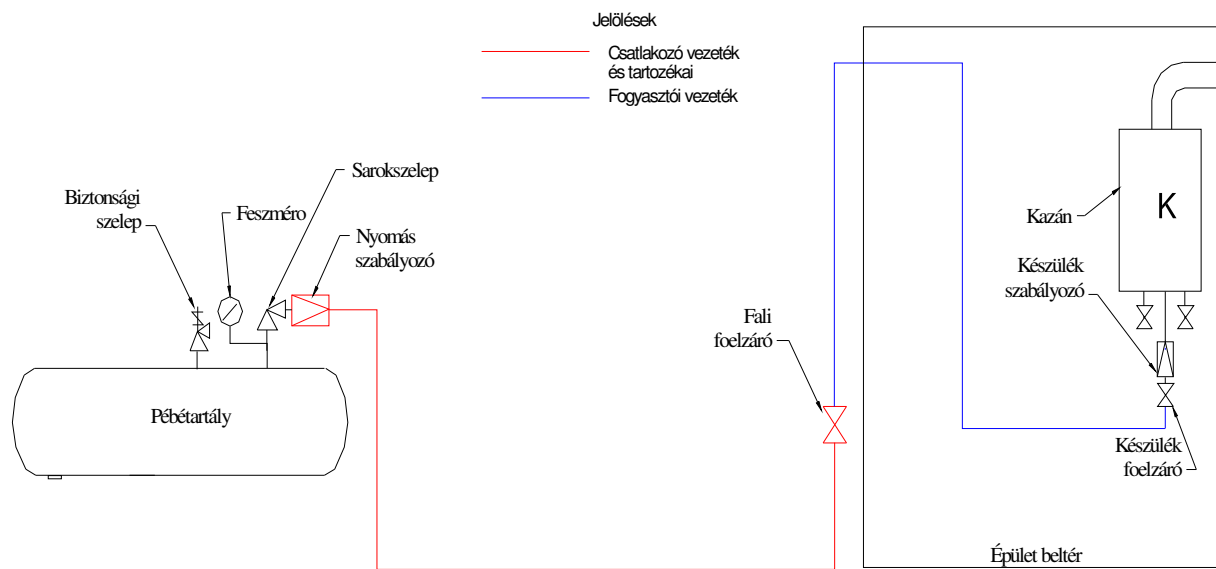 Jelölések
Csatlakozó vezeték
és tartozékai
Fogyasztói vezeték
Sarokszelep
Biztonsági
szelep
Feszméro
Nyomás
szabályozó
Kazán
K
Készülék
szabályozó
Fali
foelzáró
Pébétartály
Készülék
foelzáró
Épület beltér